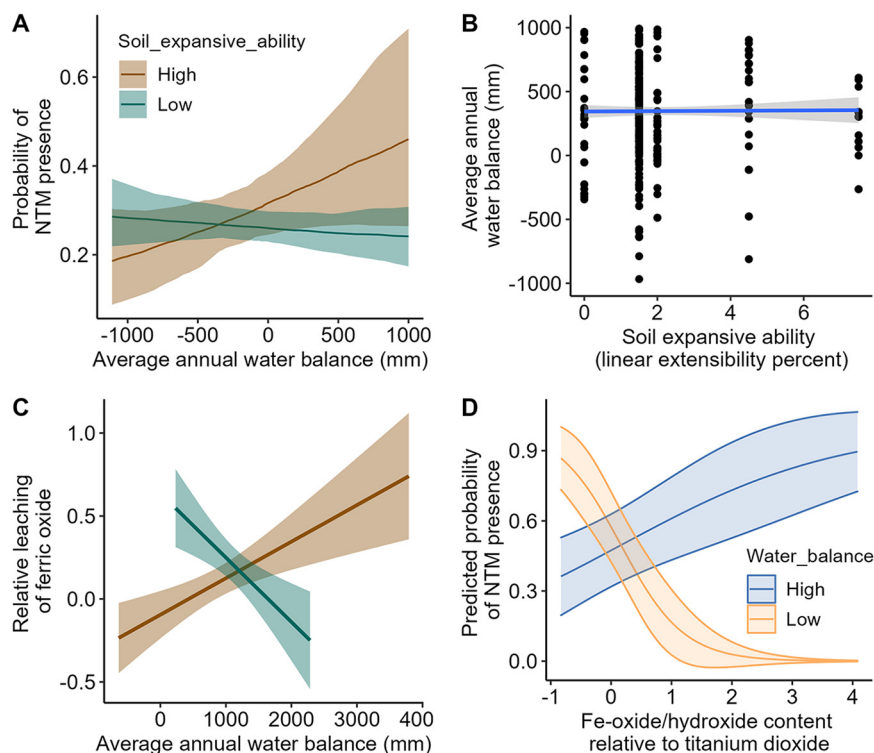 A
Soil_expansive_ability
High
Low
Probability of
NTM presence
0.6
0.4
0.2
-1000 -500 0 500 1000
Average annual water balance (mm)
B
Average annual
water balance (mm)
1000
500
0
-500
-1000
0 2 4 6
Soil expansive ability
(linear extensibility percent)
C
Relative leaching
of ferric oxide
1.0
0.5
0.0
-0.5
0 1000 2000 3000 400
Average annual water balance (mm)
D
Predicted probability
of NTM presence
0.9
0.6
0.3
0.0
Water_balance
High
Low
-1 0 1 2 3 4
Fe-oxide/hydroxide content
relative to titanium dioxide